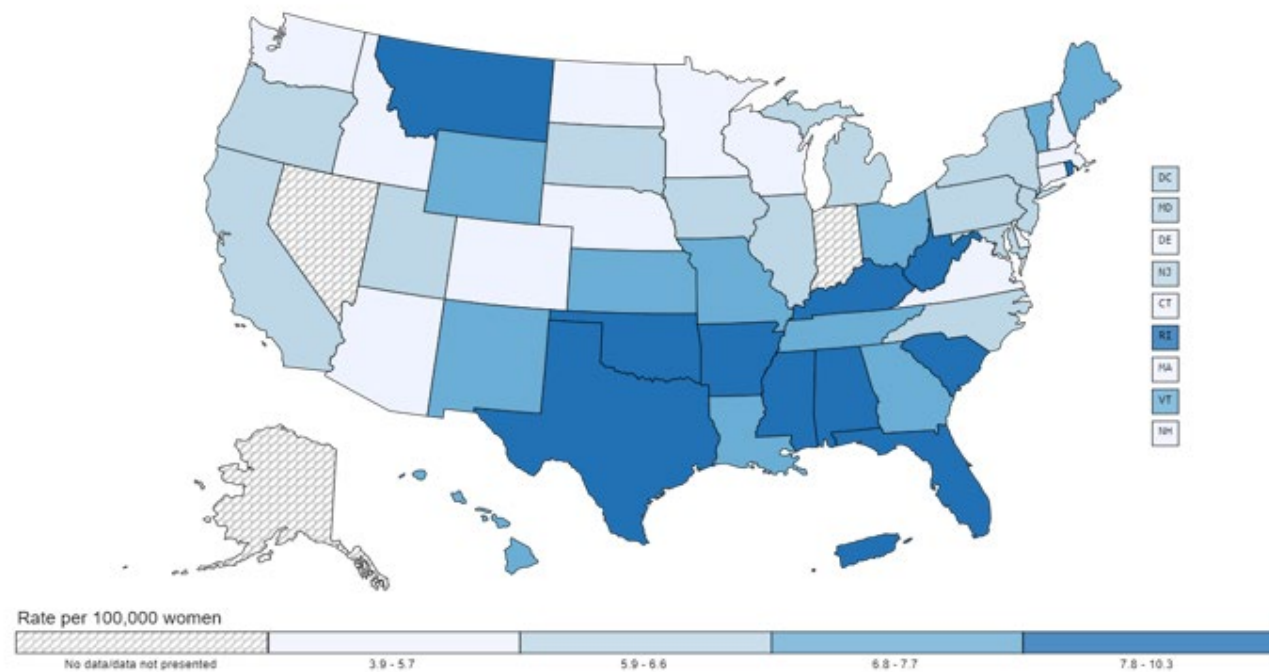 DC
MD
DE
NJ
CT
RI
MA
VT
NH
Rate per 100,000 women
No data/data not presented
3.9 - 5.7
5.9 - 6.6
6.8 - 7.7
7.8 - 10.3